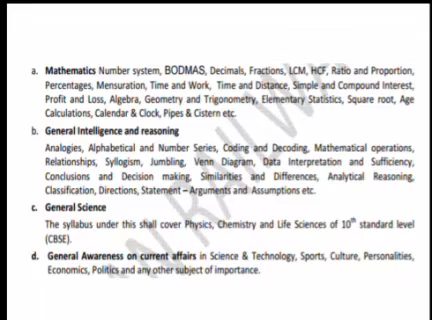 a. Mathematics Number system, BODMAS, Decimals, Fractions, LCM, HCF, Ratio and Proportion,
Percentages, Mensuration, Time and Work, Time and Distance, Simple and Compound Interest,
Profit and Loss, Algebra, Geometry and Trigonometry, Elementary Statistics, Square root, Age
Calculations, Calendar & Clock, Pipes & Cistern etc.
b. General Intelligence and reasoning
Analogies, Alphabetical and Number Series, Coding and Decoding, Mathematical operations,
Relationships, Syllogism, Jumbling, Venn Diagram, Data Interpretation and Sufficiency,
Conclusions and Decision making, Similarities and Differences, Analytical Reasoning,
Classification, Directions, Statement – Arguments and Assumptions etc.
c. General Science
The syllabus under this shall cover Physics, Chemistry and Life Sciences of 10th standard level
(CBSE).
d. General Awareness on current affairs in Science & Technology, Sports, Culture, Personalities,
Economics, Politics and any other subject of importance.